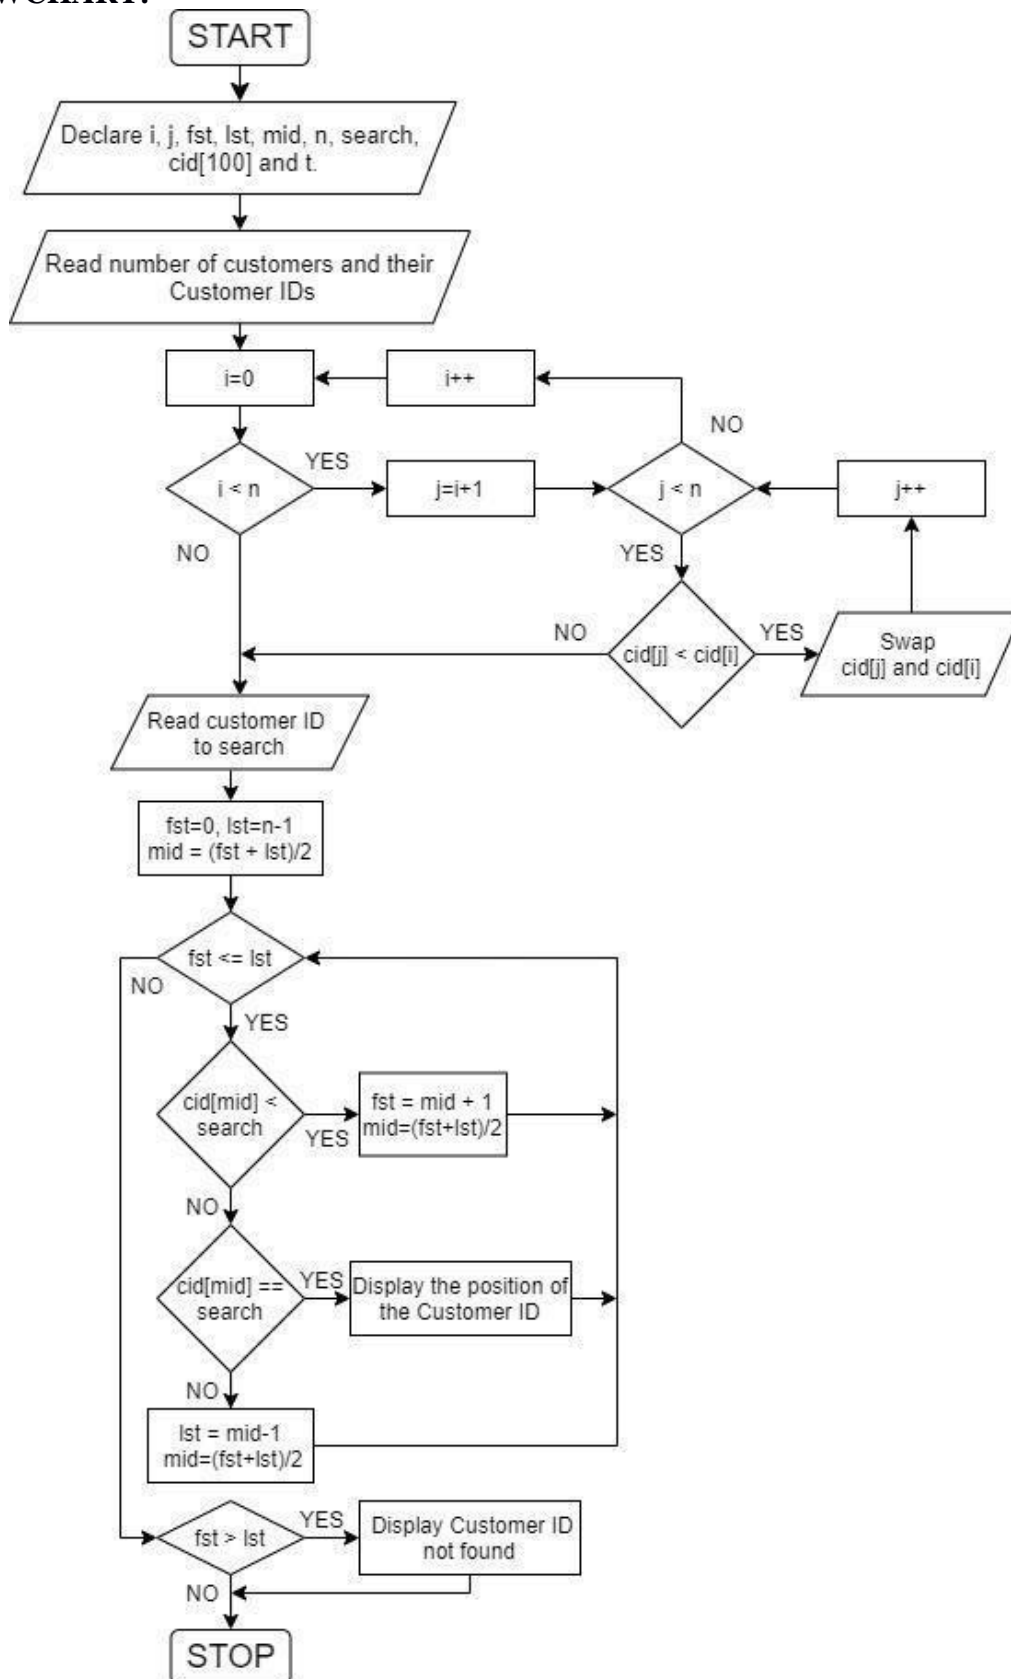 START
Declare i, j, fst, lst, mid, n, search,
cid[100] and t.
Read number of customers and their
Customer IDs
i=0
i++
NO
i < n
YES
j=i+1
j < n
j++
NO
YES
cid[j] < cid[i]
NO
YES
Swap
cid[j] and cid[i]
Read customer ID
to search
fst=0, lst=n-1
mid = (fst + lst)/2
fst <= lst
NO
YES
cid[mid] <
search
YES
fst = mid + 1
mid=(fst+lst)/2
NO
cid[mid] ==
search
YES
Display the position of
the Customer ID
NO
lst = mid-1
mid=(fst+lst)/2
fst > lst
YES
Display Customer ID
not found
NO
STOP